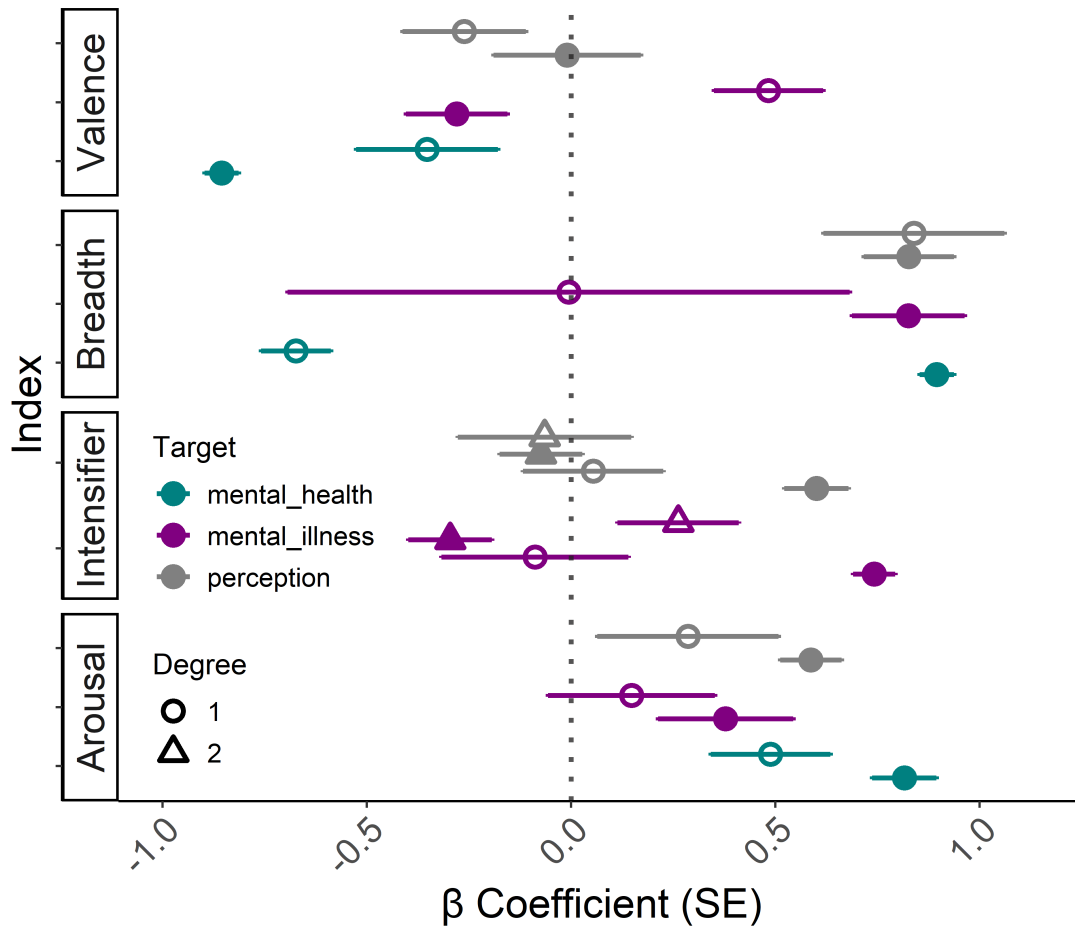 Index
Valence
Breadth
Intensifier
Arousal
Target
mental_health
mental_illness
perception
Degree
1
2
-1.0
-0.5
0.0
0.5
1.0
β Coefficient (SE)